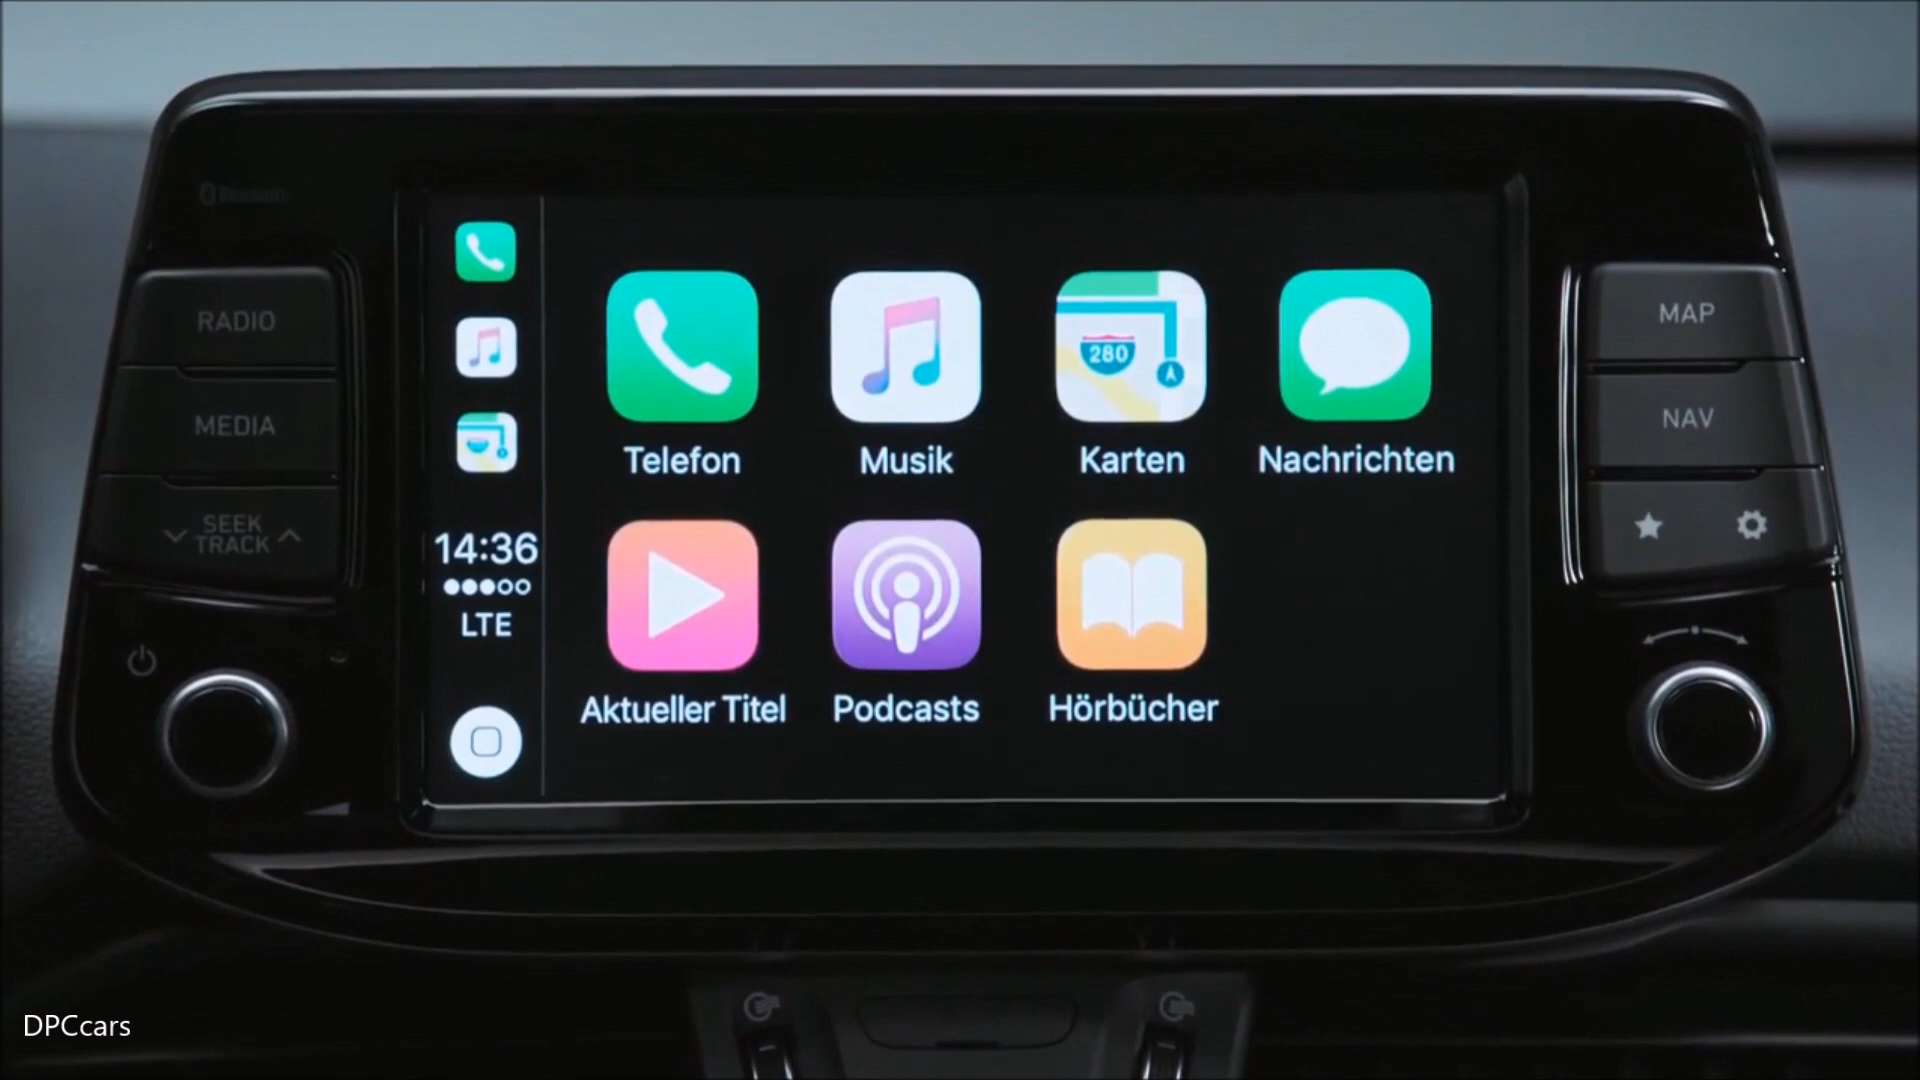 Bluetooth
RADIO
MEDIA
SEEK
TRACK
14:36
LTE
280
Telefon
Musik
Karten
Nachrichten
Aktueller Titel
Podcasts
Hörbücher
MAP
NAV
DPCcars